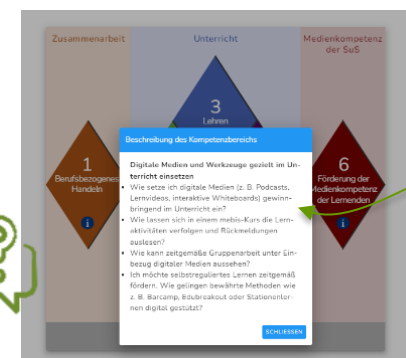 Zusammenarbeit
Unterricht
Medienkompetenz
der SuS
3
Lehren
1
Berufsbezogenes
Handeln
i
6
Förderung der
Medienkompetenz
der Lernenden
i
Beschreibung des Kompetenzbereichs
Digitale Medien und Werkzeuge gezielt im Un-
terricht einsetzen
• Wie setze ich digitale Medien (z. B. Podcasts,
Lernvideos, interaktive Whiteboards) gewinn-
bringend im Unterricht ein?
• Wie lassen sich in einem mebis-Kurs die Lern-
aktivitäten verfolgen und Rückmeldungen
auslesen?
• Wie kann zeitgemäße Gruppenarbeit unter Ein-
bezug digitaler Medien aussehen?
• Ich möchte selbstreguliertes Lernen zeitgemäß
fördern. Wie gelingen bewährte Methoden wie
z. B. Barcamp, Edubreakout oder Stationenler-
nen digital gestützt?
SCHLIESSEN
?